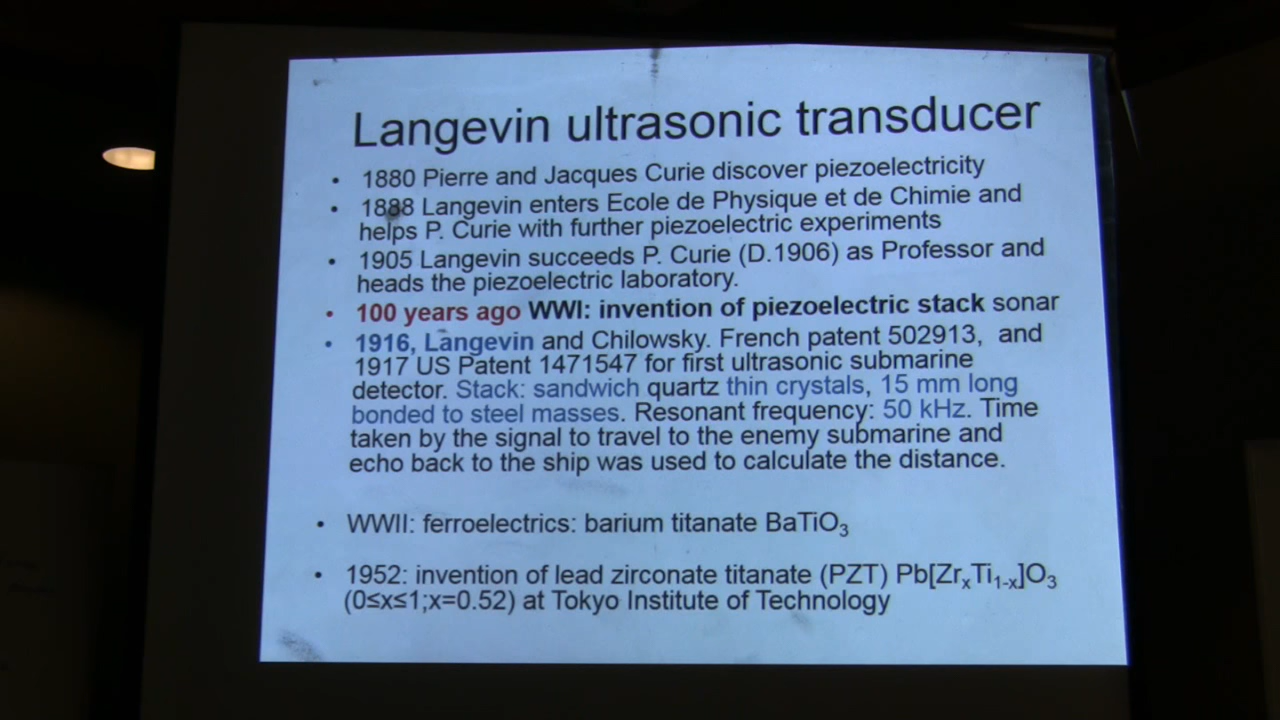 Langevin ultrasonic transducer
• 1880 Pierre and Jacques Curie discover piezoelectricity
• 1888 Langevin enters Ecole de Physique et de Chimie and
helps P. Curie with further piezoelectric experiments
• 1905 Langevin succeeds P. Curie (D.1906) as Professor and
heads the piezoelectric laboratory.
• 100 years ago WWI: invention of piezoelectric stack sonar
• 1916, Langevin and Chilowsky. French patent 502913, and
1917 US Patent 1471547 for first ultrasonic submarine
detector. Stack: sandwich quartz thin crystals, 15 mm long
bonded to steel masses. Resonant frequency: 50 kHz. Time
taken by the signal to travel to the enemy submarine and
echo back to the ship was used to calculate the distance.
• WWII: ferroelectrics: barium titanate BaTiO₃
• 1952: invention of lead zirconate titanate (PZT) Pb[ZrₓTi₁₋ₓ]O₃
(0≤x≤1;x=0.52) at Tokyo Institute of Technology